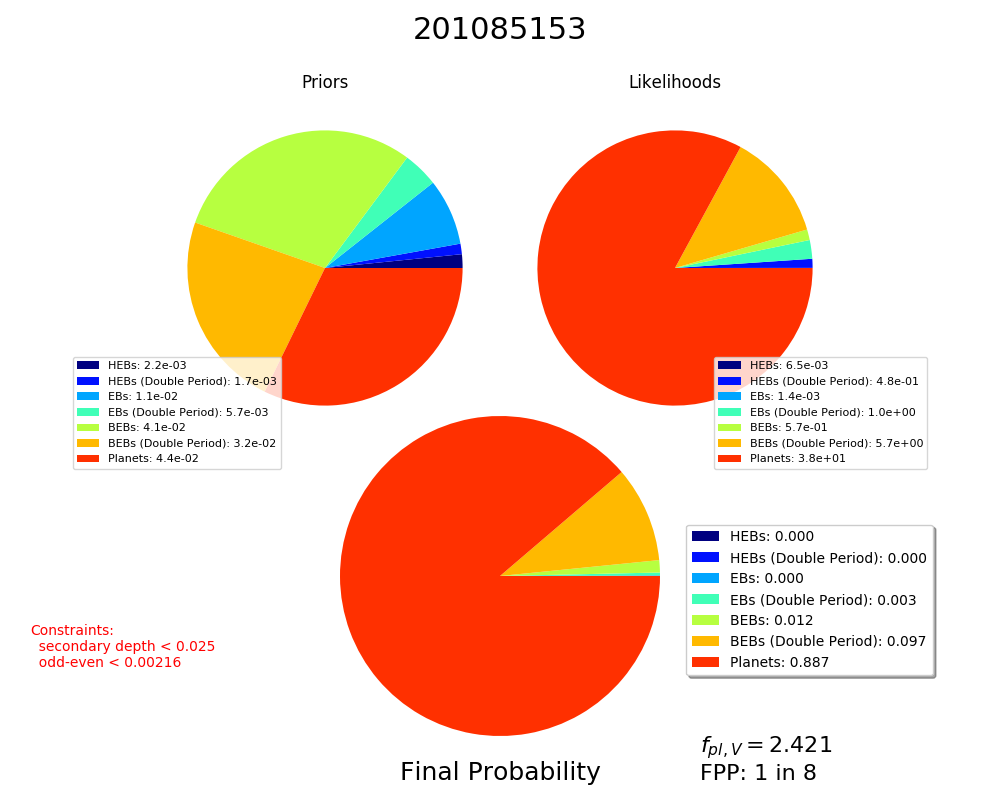 201085153
Priors
Likelihoods
HEBs: 2.2e-03
HEBs (Double Period): 1.7e-03
EBs: 1.1e-02
EBs (Double Period): 5.7e-03
BEBs: 4.1e-02
BEBs (Double Period): 3.2e-02
Planets: 4.4e-02
HEBs: 6.5e-03
HEBs (Double Period): 4.8e-01
EBs: 1.4e-03
EBs (Double Period): 1.0e+00
BEBs: 5.7e-01
BEBs (Double Period): 5.7e+00
Planets: 3.8e+01
HEBs: 0.000
HEBs (Double Period): 0.000
EBs: 0.000
EBs (Double Period): 0.003
BEBs: 0.012
BEBs (Double Period): 0.097
Planets: 0.887
Constraints:
secondary depth < 0.025
odd-even < 0.00216
f_{pl,V} = 2.421
FPP: 1 in 8
Final Probability